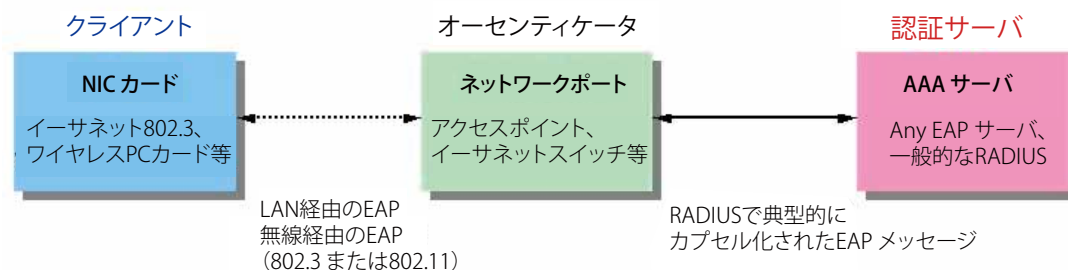 クライアント
オーセンティケータ
認証サーバ
NIC カード
イーサネット802.3、
ワイヤレスPCカード等
ネットワークポート
アクセスポイント、
イーサネットスイッチ等
AAA サーバ
Any EAP サーバ、
一般的なRADIUS
LAN経由のEAP
無線経由のEAP
（802.3 または802.11）
RADIUSで典型的に
カプセル化されたEAP メッセージ